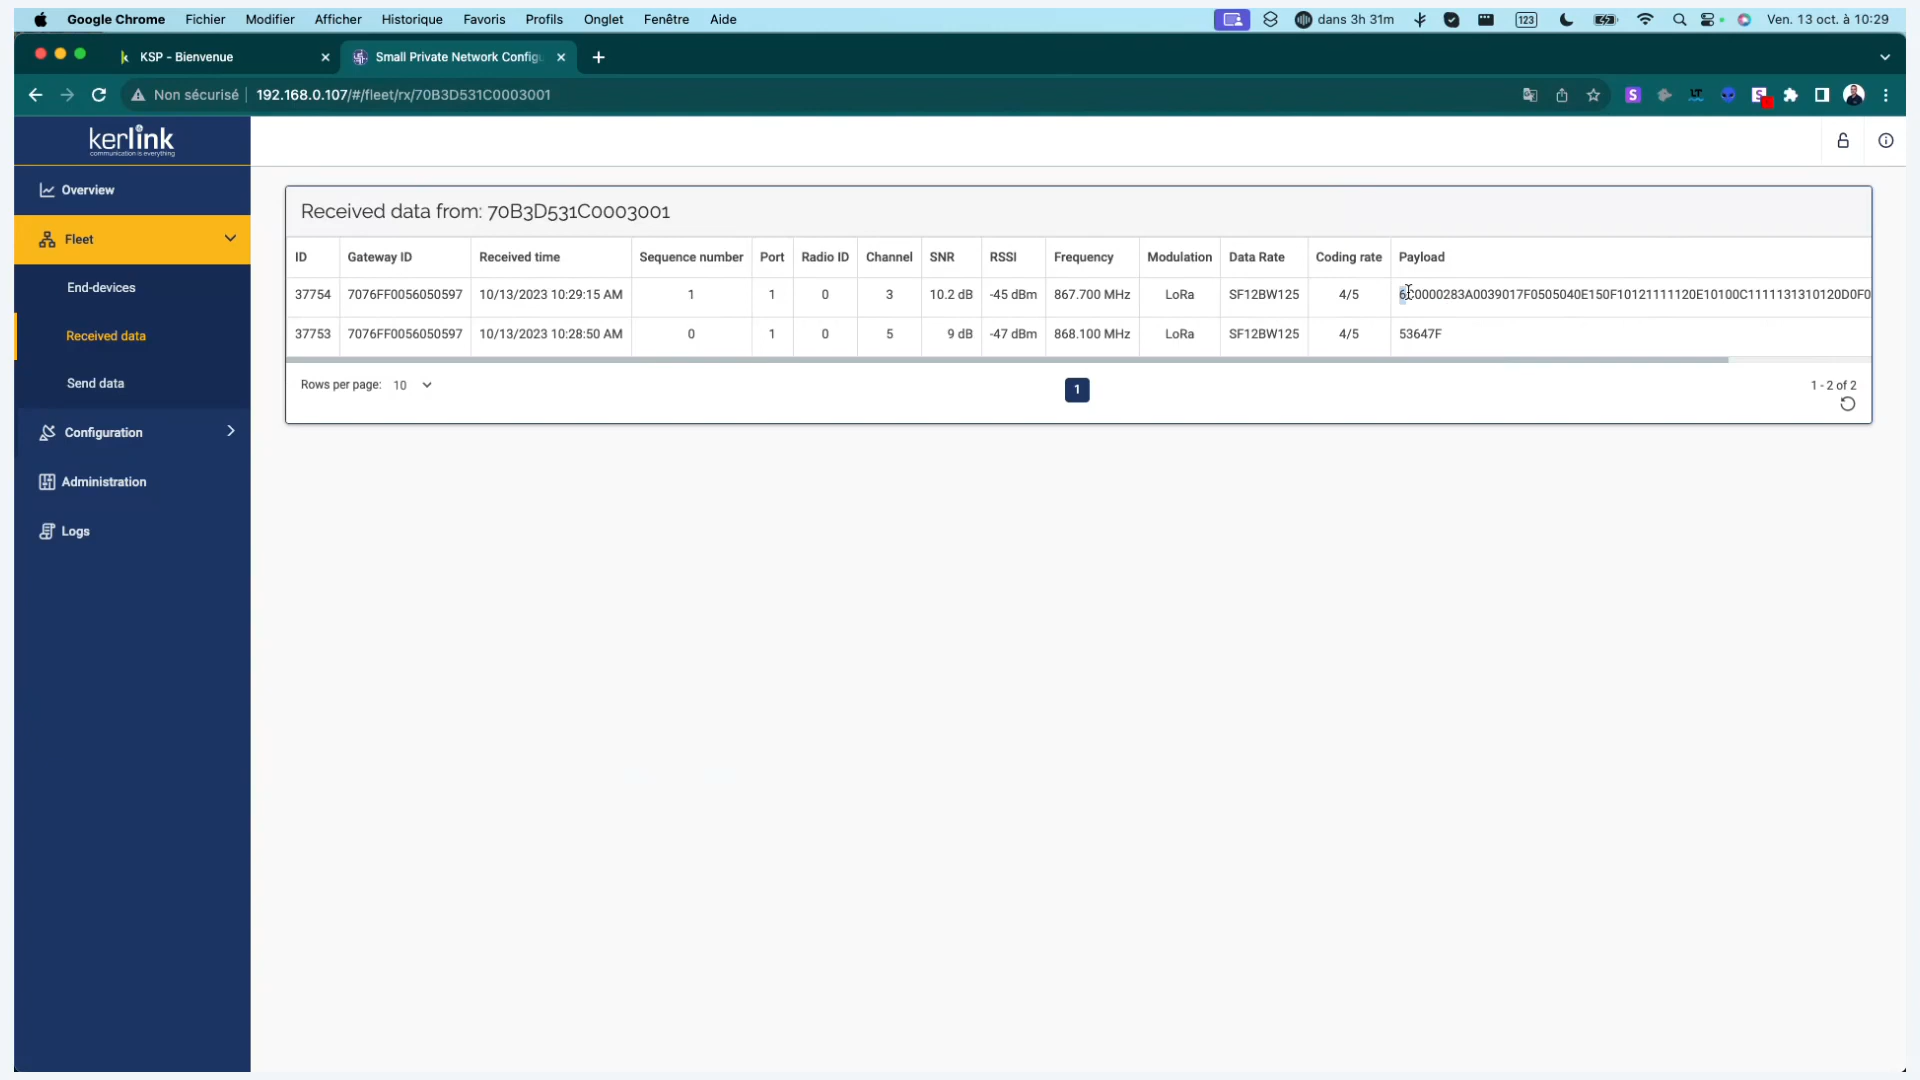 Google Chrome Fichier Modifier Afficher Historique Favoris Profils Onglet Fenêtre Aide dans 3h 31m 123 Ven. 13 oct. à 10:29
KSP - Bienvenue Small Private Network Config
Non sécurisé 192.168.0.107/#/fleet/rx/70B3D531C0003001
kerlink
communication is everything
Overview
Fleet
End-devices
Received data
Send data
Configuration
Administration
Logs
Received data from: 70B3D531C0003001
ID Gateway ID Received time Sequence number Port Radio ID Channel SNR RSSI Frequency Modulation Data Rate Coding rate Payload
37754 7076FF0056050597 10/13/2023 10:29:15 AM 1 1 0 3 10.2 dB -45 dBm 867.700 MHz LoRa SF12BW125 4/5
37753 7076FF0056050597 10/13/2023 10:28:50 AM 0 1 0 5 9 dB -47 dBm 868.100 MHz LoRa SF12BW125 4/5 53647F
Rows per page: 10 1 1 - 2 of 2